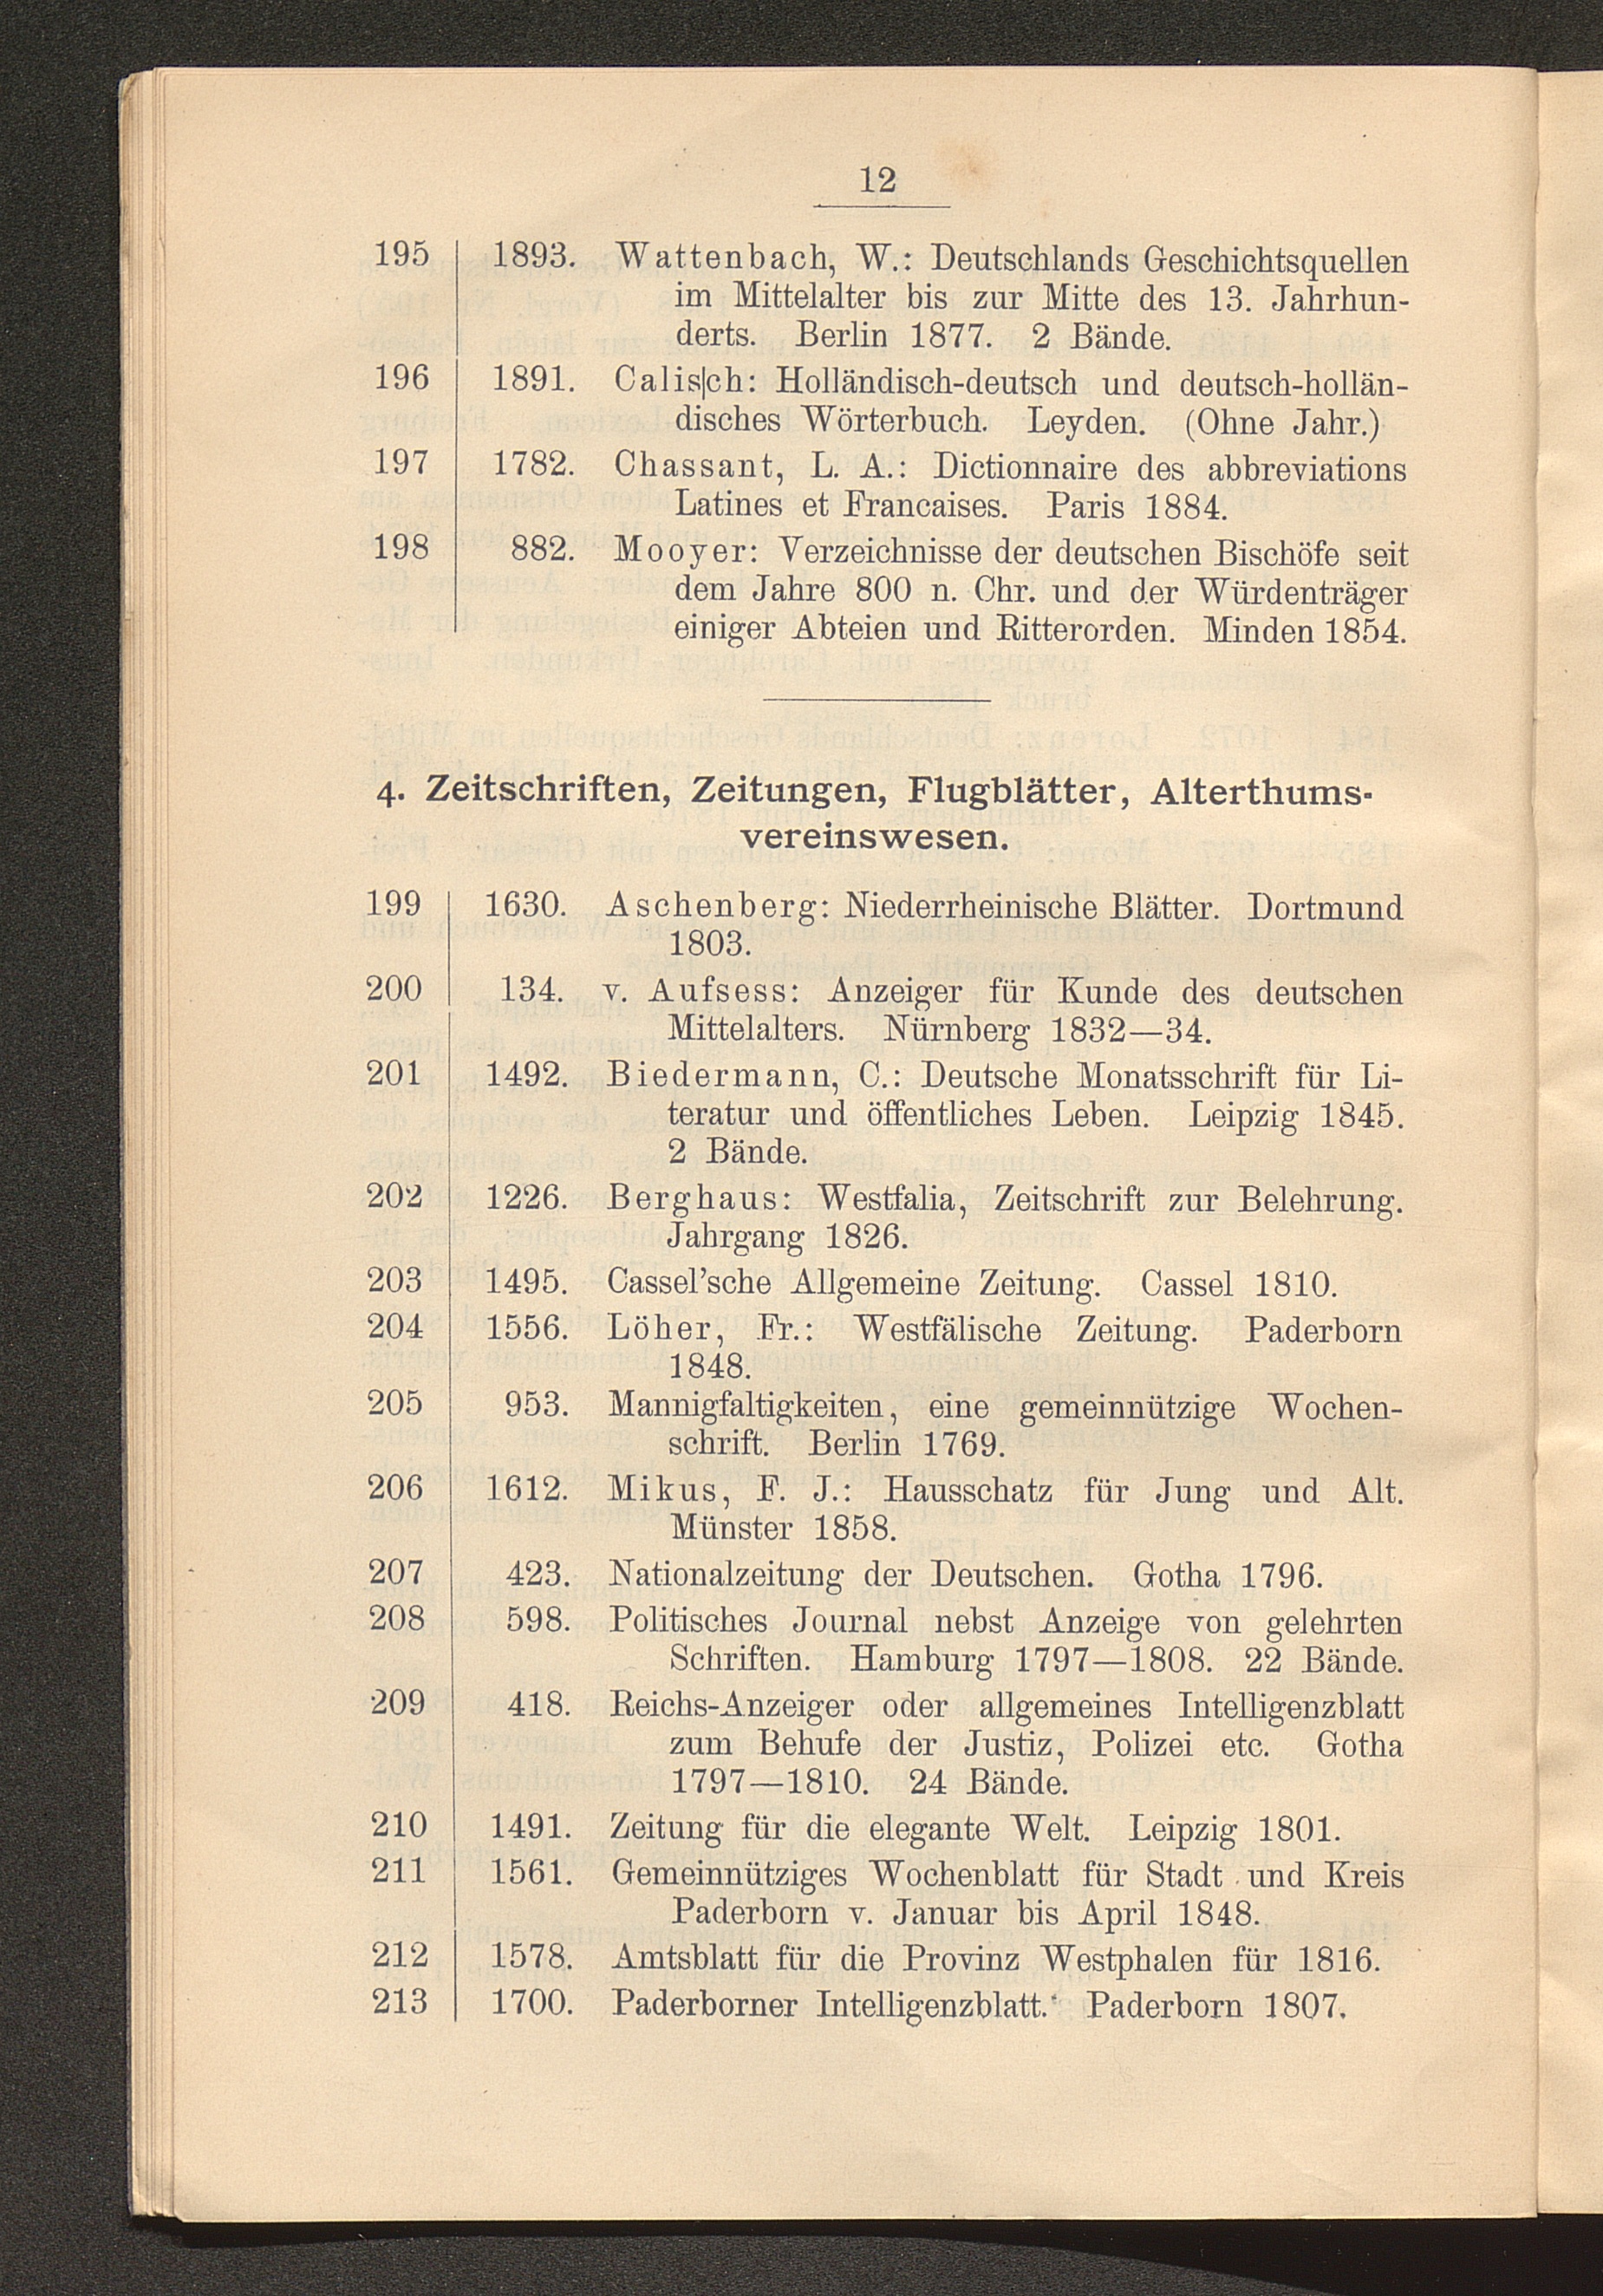 12
195 1893. Wattenbach, W.: Deutschlands Geschichtsquellen
im Mittelalter bis zur Mitte des 13. Jahrhun-
derts. Berlin 1877. 2 Bände.
196 1891. Calis|ch: Holländisch-deutsch und deutsch-hollän-
disches Wörterbuch. Leyden. (Ohne Jahr.)
197 1782. Chassant, L. A.: Dictionnaire des abbreviations
Latines et Francaises. Paris 1884.
198 882. Mooyer: Verzeichnisse der deutschen Bischöfe seit
dem Jahre 800 n. Chr. und der Würdenträger
einiger Abteien und Ritterorden. Minden 1854.
4. Zeitschriften, Zeitungen, Flugblätter, Alterthums-
vereinswesen.
199 1630. Aschenberg: Niederrheinische Blätter. Dortmund
1803.
200 134. v. Aufsess: Anzeiger für Kunde des deutschen
Mittelalters. Nürnberg 1832—34.
201 1492. Biedermann, C.: Deutsche Monatsschrift für Li-
teratur und öffentliches Leben. Leipzig 1845.
2 Bände.
202 1226. Berghaus: Westfalia, Zeitschrift zur Belehrung.
Jahrgang 1826.
203 1495. Cassel'sche Allgemeine Zeitung. Cassel 1810.
204 1556. Löher, Fr.: Westfälische Zeitung. Paderborn
1848.
205 953. Mannigfaltigkeiten, eine gemeinnützige Wochen-
schrift. Berlin 1769.
206 1612. Mikus, F. J.: Hausschatz für Jung und Alt.
Münster 1858.
207 423. Nationalzeitung der Deutschen. Gotha 1796.
208 598. Politisches Journal nebst Anzeige von gelehrten
Schriften. Hamburg 1797—1808. 22 Bände.
209 418. Reichs-Anzeiger oder allgemeines Intelligenzblatt
zum Behufe der Justiz, Polizei etc. Gotha
1797—1810. 24 Bände.
210 1491. Zeitung für die elegante Welt. Leipzig 1801.
211 1561. Gemeinnütziges Wochenblatt für Stadt und Kreis
Paderborn v. Januar bis April 1848.
212 1578. Amtsblatt für die Provinz Westphalen für 1816.
213 1700. Paderborner Intelligenzblatt. Paderborn 1807.